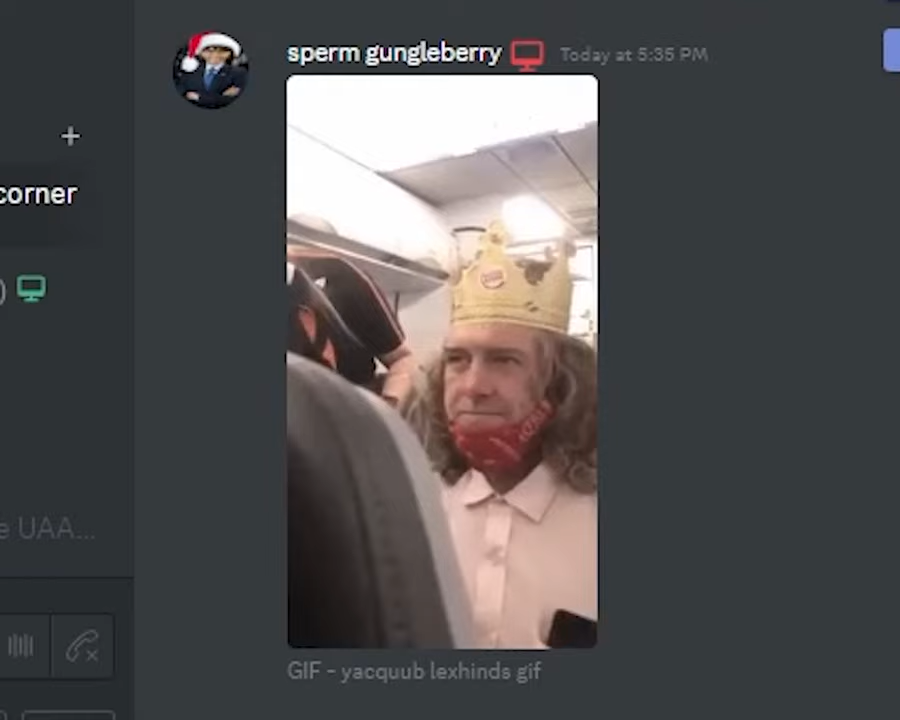 sperm gungleberry Today at 5:35 PM
corner
)
e UAA...
GIF - yacquub lexhinds gif